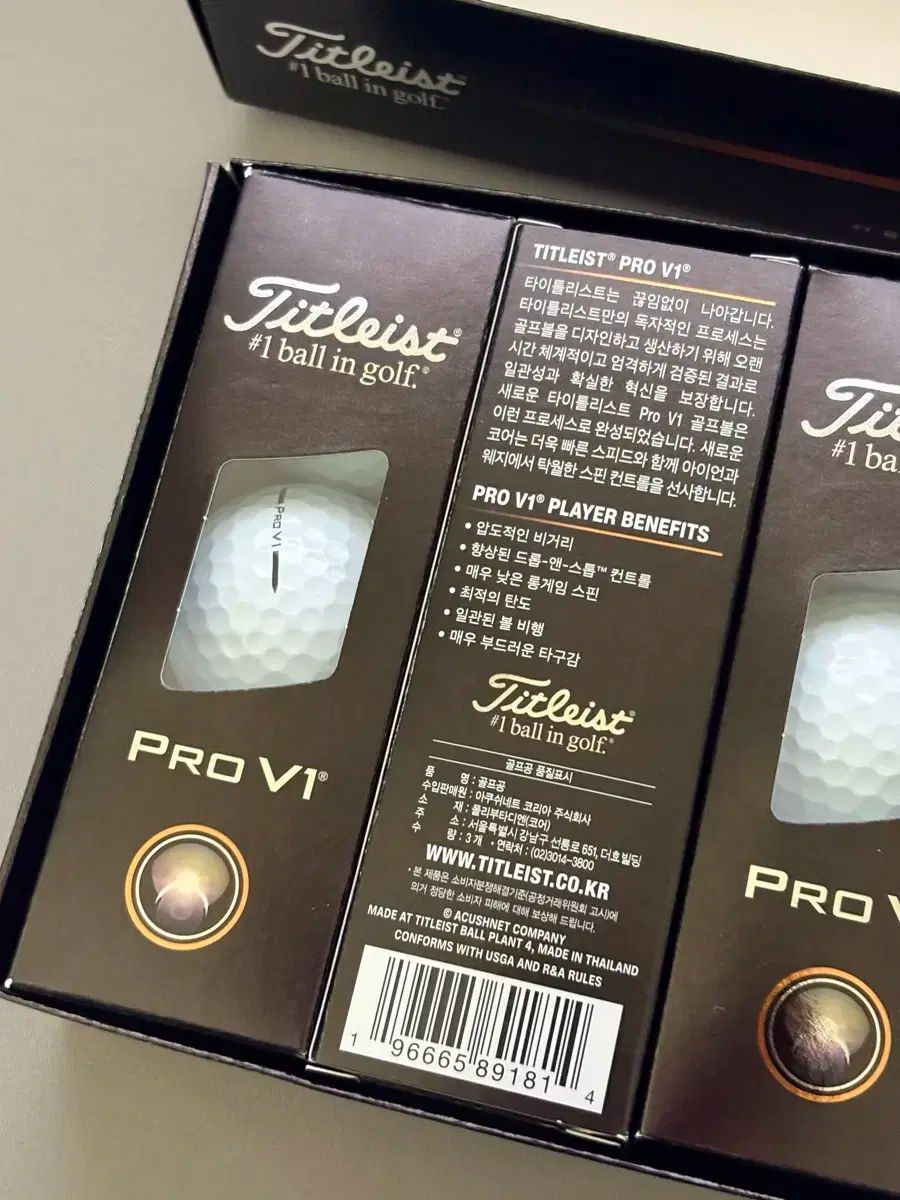 Titleist®
#1 ball in golf.™
Titleist®
#1 ball in golf.®
PRO V1
PRO V1®
TITLEIST® PRO V1®
타이틀리스트는 끊임없이 나아갑니다.
타이틀리스트만의 독자적인 프로세스는
골프볼을 디자인하고 생산하기 위해 오랜
시간 체계적이고 엄격하게 검증된 결과로
일관성과 확실한 혁신을 보장합니다.
새로운 타이틀리스트 Pro V1 골프볼은
이런 프로세스로 완성되었습니다. 새로운
코어는 더욱 빠른 스피드와 함께 아이언과
웨지에서 탁월한 스핀 컨트롤을 선사합니다.
PRO V1® PLAYER BENEFITS
• 압도적인 비거리
• 향상된 드롭-앤-스톱™ 컨트롤
• 매우 낮은 롱게임 스핀
• 최적의 탄도
• 일관된 볼 비행
• 매우 부드러운 타구감
Titleist®
#1 ball in golf.®
골프공 품질표시
품 명 : 골프공
수입판매원 : 아쿠쉬네트 코리아 주식회사
소 재 : 폴리부타디엔(코어)
주 소 : 서울특별시 강남구 선릉로 651, 더효빌딩
수 량 : 3 개 • 연락처 : (02)3014-3800
WWW.TITLEIST.CO.KR
• 본 제품은 소비자분쟁해결기준(공정거래위원회 고시)에
의거 정당한 소비자 피해에 대해 보상해 드립니다.
© ACUSHNET COMPANY
MADE AT TITLEIST BALL PLANT 4, MADE IN THAILAND
CONFORMS WITH USGA AND R&A RULES
1 96665 89181 4
Tit
#1 ba
PRO V